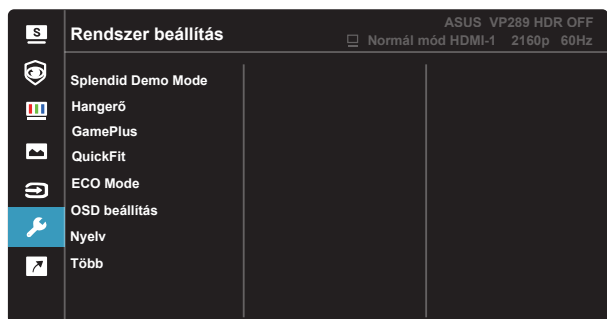 S
Rendszer beállítás
ASUS VP289 HDR OFF
Normál mód HDMI-1 2160p 60Hz
Splendid Demo Mode
Hangerő
GamePlus
QuickFit
ECO Mode
OSD beállítás
Nyelv
Több